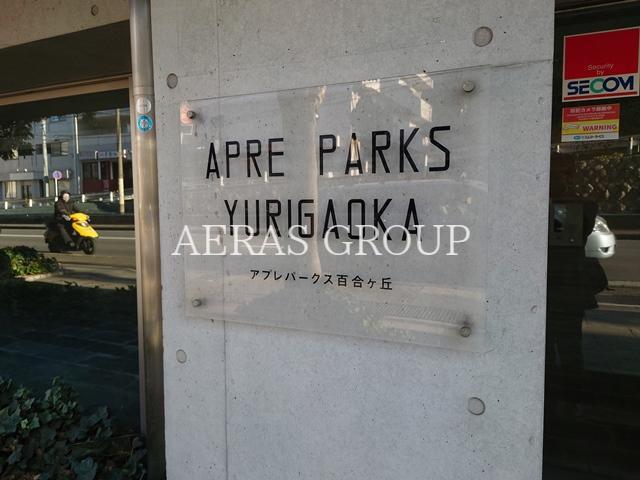 APRE PARKS
YURIGAOKA
AERAS GROUP
アプレパークス百合ヶ丘
Security
by
SECOM
WARNING